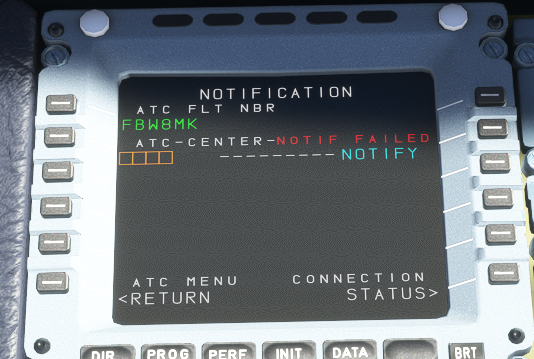 NOTIFICATION
ATC FLT NBR
FBW8MK
ATC-CENTER-NOTIF FAILED
---------NOTIFY
ATC MENU CONNECTION
<RETURN STATUS>
DIR PROG PERF INIT DATA BRT